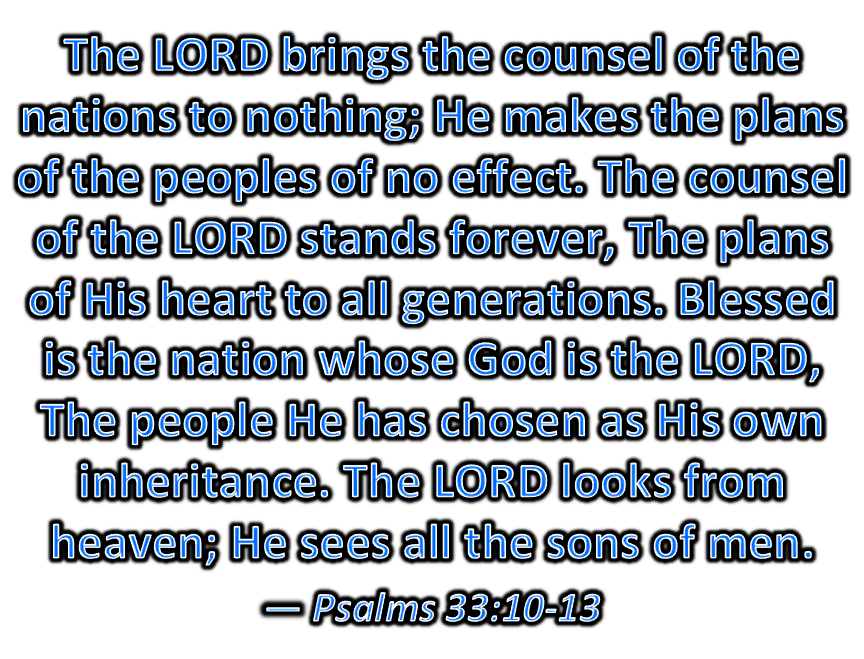 The LORD brings the counsel of the
nations to nothing; He makes the plans
of the peoples of no effect. The counsel
of the LORD stands forever, The plans
of His heart to all generations. Blessed
is the nation whose God is the LORD,
The people He has chosen as His own
inheritance. The LORD looks from
heaven; He sees all the sons of men.
— Psalms 33:10-13